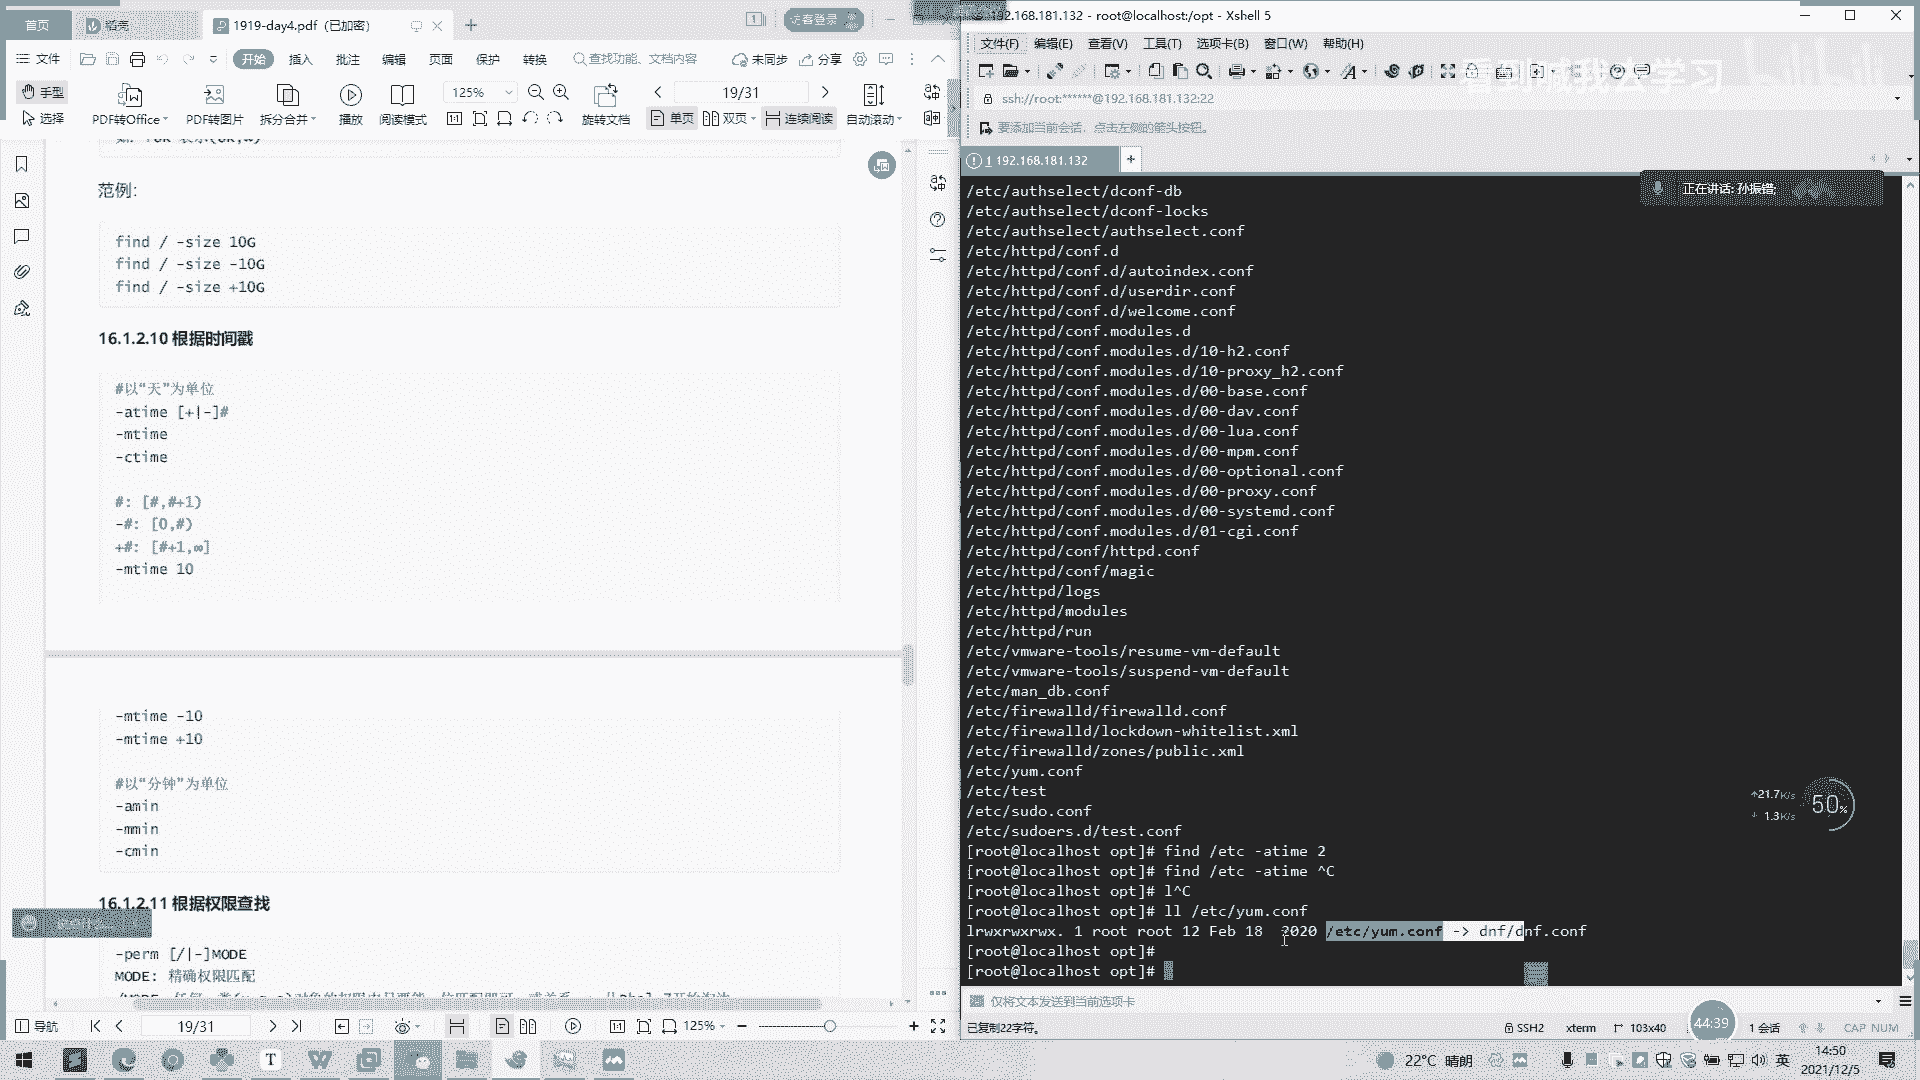 首页
稻壳
1919-day4.pdf（已加密）
访客登录
文件
开始
插入
批注
编辑
页面
保护
转换
查找功能、文档内容
未同步
分享
手型
选择
PDF转Office
PDF转图片
拆分合并
播放
阅读模式
125%
旋转文档
19/31
单页
双页
连续阅读
自动滚动
范例:
find / -size 10G
find / -size -10G
find / -size +10G
16.1.2.10 根据时间戳
#以“天”为单位
-atime [+|-]#
-mtime
-ctime
#: [#,#+1)
-#: [0,#)
+#: [#+1,∞]
-mtime 10
-mtime -10
-mtime +10
#以“分钟”为单位
-amin
-mmin
-cmin
16.1.2.11 根据权限查找
-perm [/|-]MODE
MODE: 精确权限匹配
导航
19/31
125%
192.168.181.132 - root@localhost:/opt - Xshell 5
文件(F) 编辑(E) 查看(V) 工具(T) 选项卡(B) 窗口(W) 帮助(H)
看到喊我去学习
ssh://root:******@192.168.181.132:22
要添加当前会话，点击左侧的箭头按钮。
1 192.168.181.132
正在讲话: 孙振锴;
/etc/authselect/dconf-db
/etc/authselect/dconf-locks
/etc/authselect/authselect.conf
/etc/httpd/conf.d
/etc/httpd/conf.d/autoindex.conf
/etc/httpd/conf.d/userdir.conf
/etc/httpd/conf.d/welcome.conf
/etc/httpd/conf.modules.d
/etc/httpd/conf.modules.d/10-h2.conf
/etc/httpd/conf.modules.d/10-proxy_h2.conf
/etc/httpd/conf.modules.d/00-base.conf
/etc/httpd/conf.modules.d/00-dav.conf
/etc/httpd/conf.modules.d/00-lua.conf
/etc/httpd/conf.modules.d/00-mpm.conf
/etc/httpd/conf.modules.d/00-optional.conf
/etc/httpd/conf.modules.d/00-proxy.conf
/etc/httpd/conf.modules.d/00-systemd.conf
/etc/httpd/conf.modules.d/01-cgi.conf
/etc/httpd/conf/httpd.conf
/etc/httpd/conf/magic
/etc/httpd/logs
/etc/httpd/modules
/etc/httpd/run
/etc/vmware-tools/resume-vm-default
/etc/vmware-tools/suspend-vm-default
/etc/man_db.conf
/etc/firewalld/firewalld.conf
/etc/firewalld/lockdown-whitelist.xml
/etc/firewalld/zones/public.xml
/etc/yum.conf
/etc/test
/etc/sudo.conf
/etc/sudoers.d/test.conf
[root@localhost opt]# find /etc -atime 2
[root@localhost opt]# find /etc -atime ^C
[root@localhost opt]# l^C
[root@localhost opt]# ll /etc/yum.conf
lrwxrwxrwx. 1 root root 12 Feb 18  2020 /etc/yum.conf -> dnf/dnf.conf
[root@localhost opt]#
[root@localhost opt]#
21.7K/s
1.3K/s
50%
仅将文本发送到当前选项卡
已复制22字符。
SSH2
xterm
103x40
44:39
1 会话
CAP NUM
22°C 晴朗
英
14:50
2021/12/5